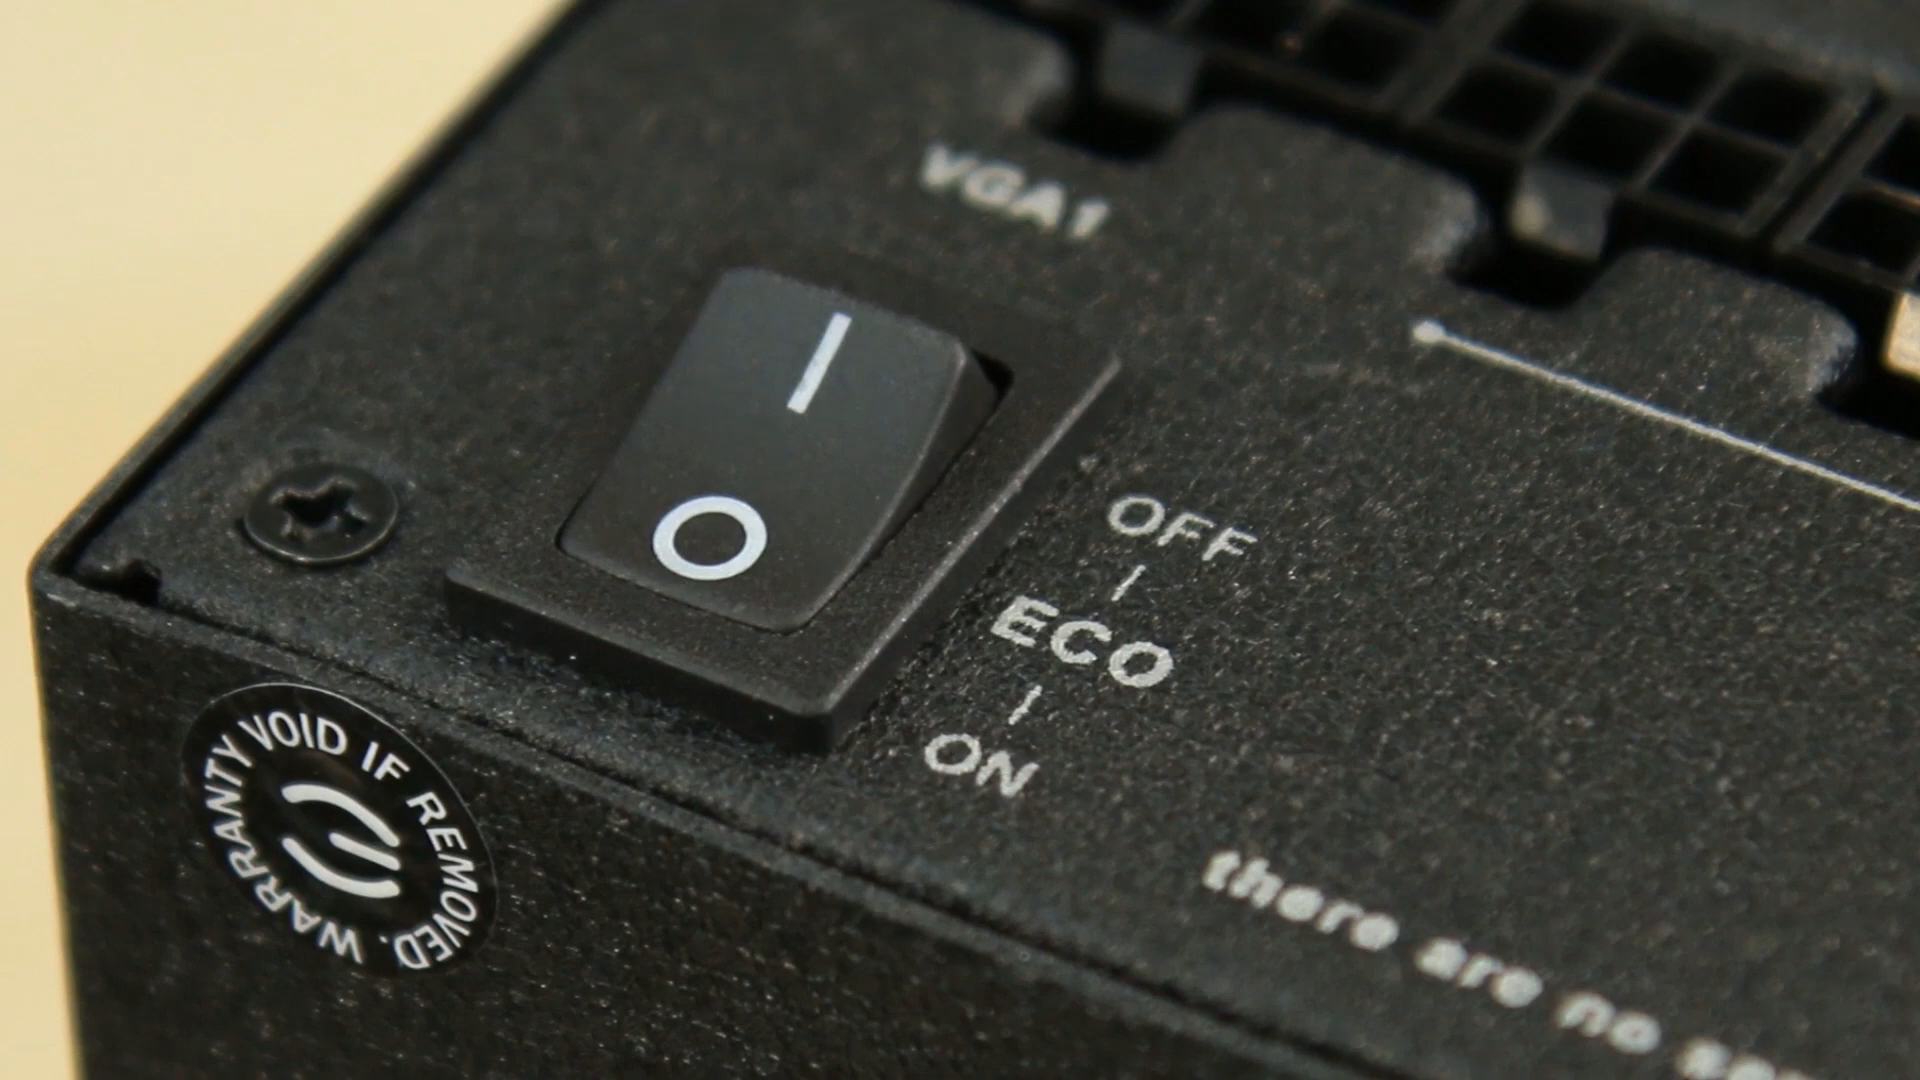 VGA1
I
O
OFF
ECO
ON
WARRANTY VOID IF REMOVED.
there are no